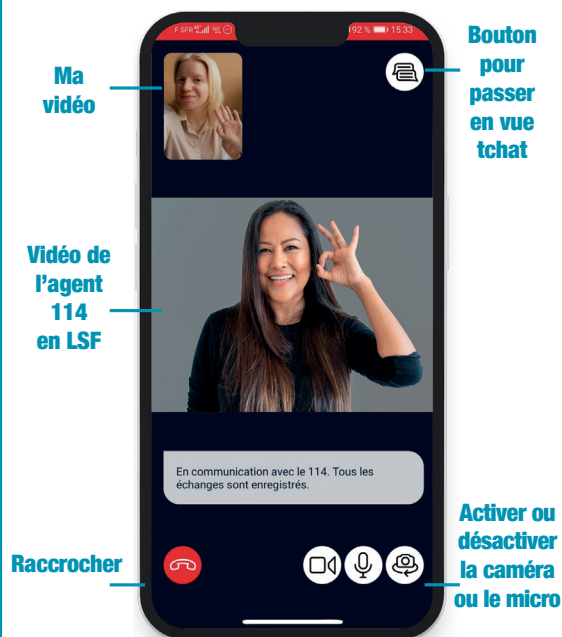 F SFR
92 % 15:33
Ma
vidéo
Bouton
pour
passer
en vue
tchat
Vidéo de
l'agent
114
en LSF
En communication avec le 114. Tous les
échanges sont enregistrés.
Raccrocher
Activer ou
désactiver
la caméra
ou le micro